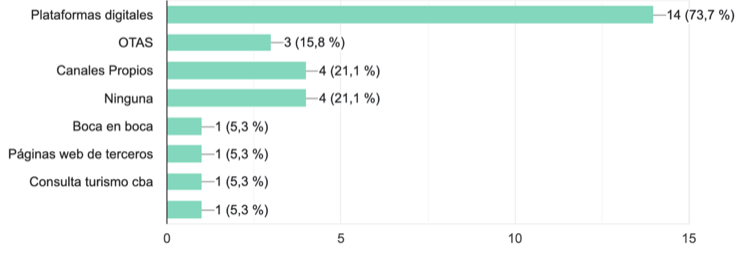 Plataformas digitales
14 (73,7 %)
OTAS
3 (15,8 %)
Canales Propios
4 (21,1 %)
Ninguna
4 (21,1 %)
Boca en boca
1 (5,3 %)
Páginas web de terceros
1 (5,3 %)
Consulta turismo cba
1 (5,3 %)
1 (5,3 %)
0 5 10 15